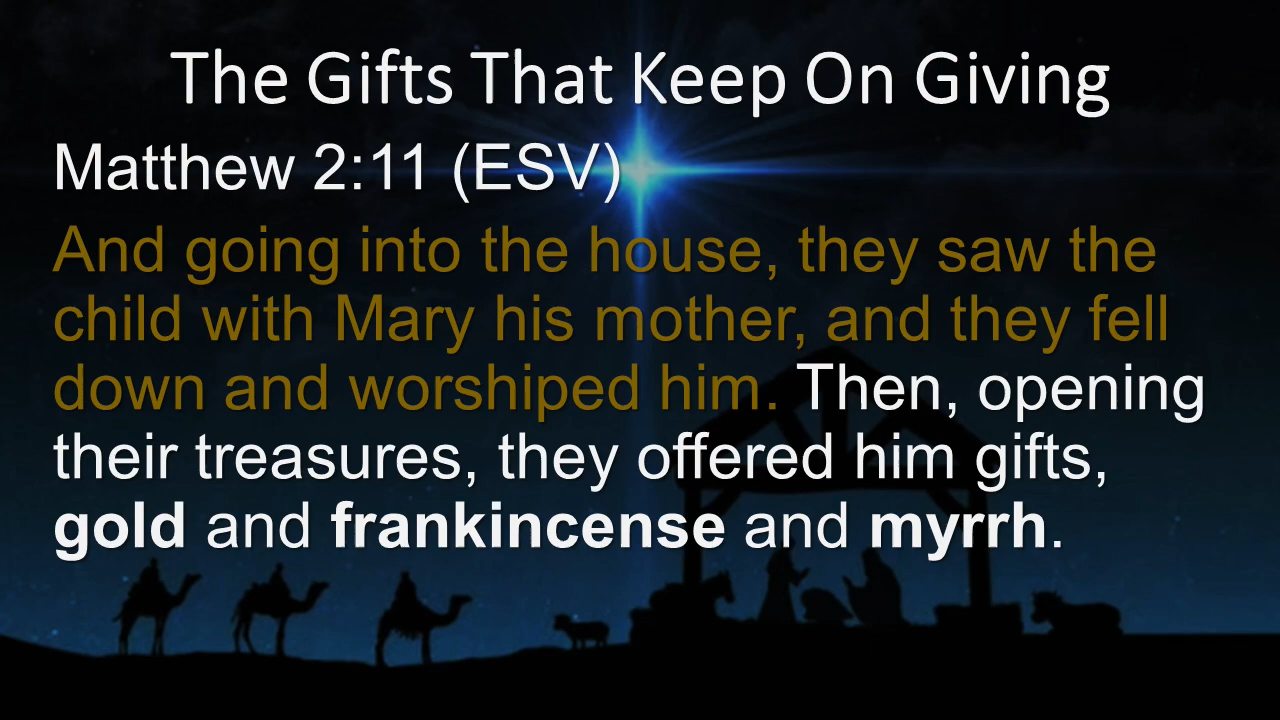 The Gifts That Keep On Giving
Matthew 2:11 (ESV)
And going into the house, they saw the
child with Mary his mother, and they fell
down and worshiped him. Then, opening
their treasures, they offered him gifts,
gold and frankincense and myrrh.